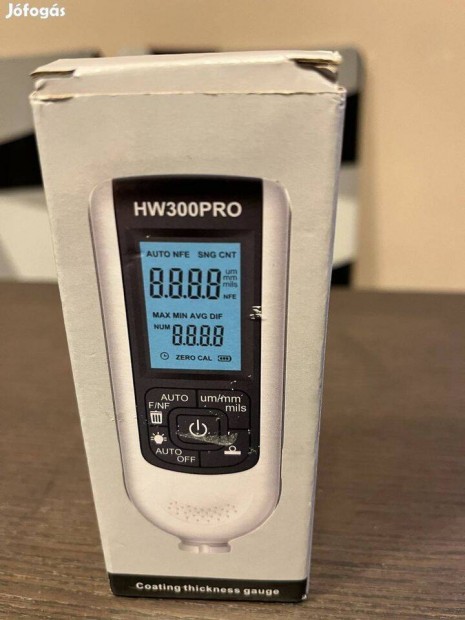 Jófogás
HW300PRO
AUTO NFE SNG CNT
8.8.8.8 um
mm
mils
NFE
MAX MIN AVG DIF
NUM 8.8.8.8
ZERO CAL
AUTO um/mm
F/NF mils
AUTO
OFF
Coating thickness gauge